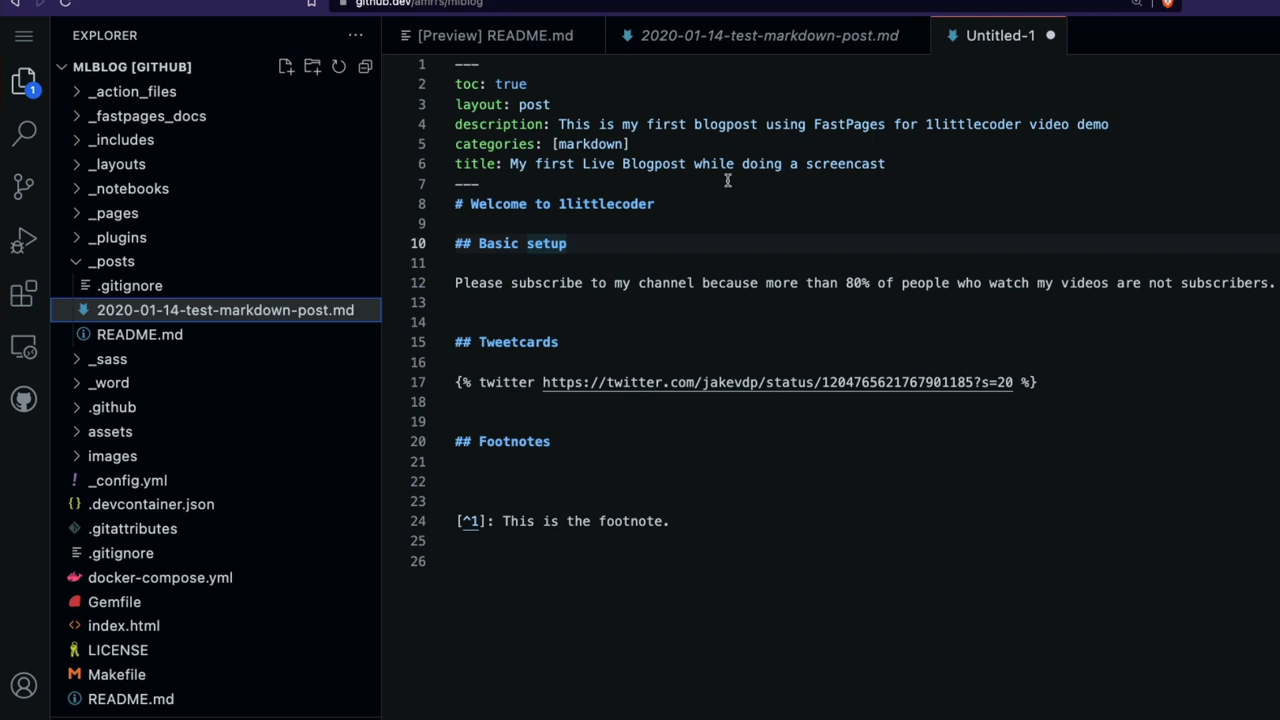 github.dev/amrrs/mlblog
EXPLORER
[Preview] README.md
2020-01-14-test-markdown-post.md
Untitled-1
MLBLOG [GITHUB]
1
_action_files
_fastpages_docs
_includes
_layouts
_notebooks
_pages
_plugins
_posts
.gitignore
2020-01-14-test-markdown-post.md
README.md
_sass
_word
.github
assets
images
_config.yml
.devcontainer.json
.gitattributes
.gitignore
docker-compose.yml
Gemfile
index.html
LICENSE
Makefile
README.md
1 ---
2 toc: true
3 layout: post
4 description: This is my first blogpost using FastPages for 1littlecoder video demo
5 categories: [markdown]
6 title: My first Live Blogpost while doing a screencast
7 ---
8 # Welcome to 1littlecoder
9
10 ## Basic setup
11
12 Please subscribe to my channel because more than 80% of people who watch my videos are not subscribers.
13
14
15 ## Tweetcards
16
17 {% twitter https://twitter.com/jakevdp/status/1204765621767901185?s=20 %}
18
19
20 ## Footnotes
21
22
23
24 [^1]: This is the footnote.
25
26